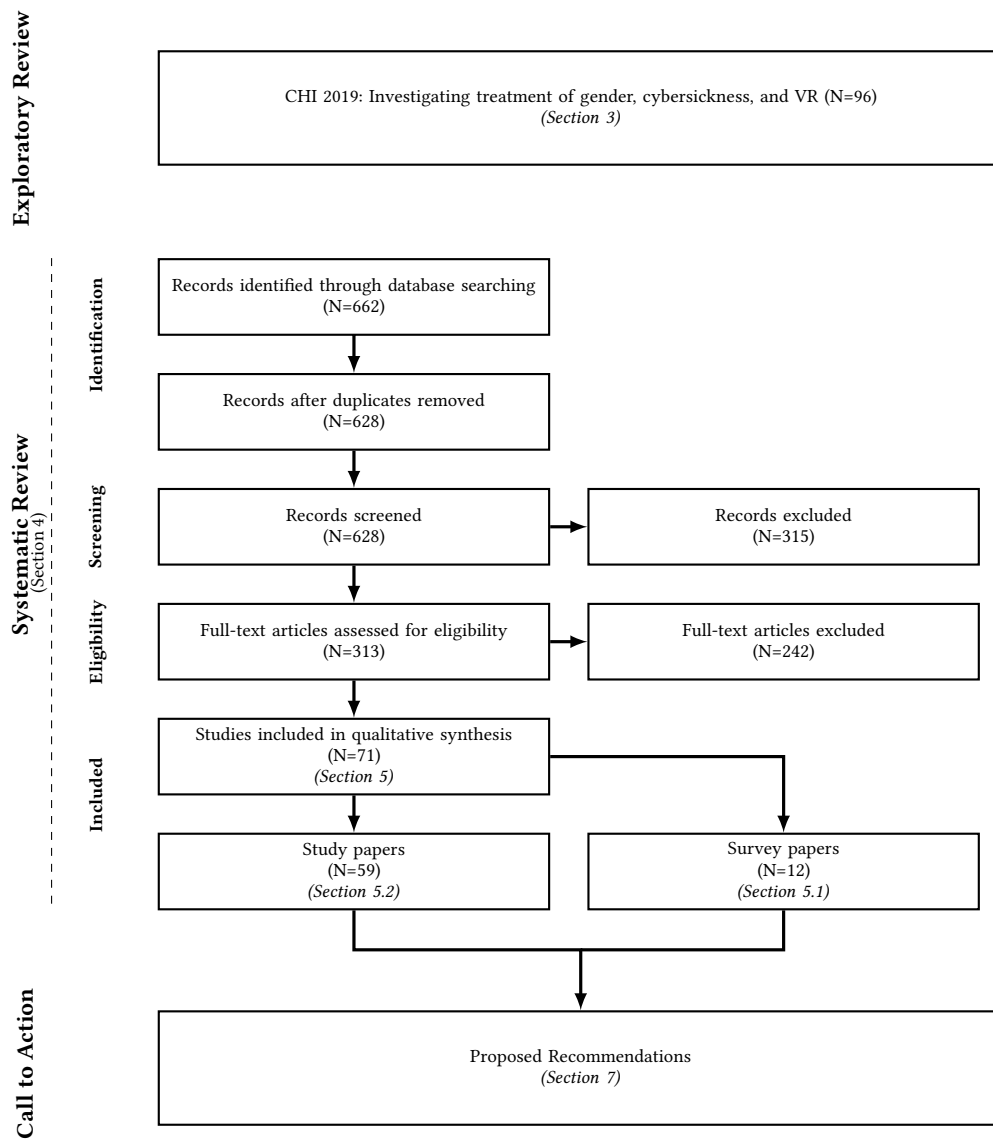 Exploratory Review
CHI 2019: Investigating treatment of gender, cybersickness, and VR (N=96)
(Section 3)
Systematic Review
(Section 4)
Identification
Records identified through database searching
(N=662)
Records after duplicates removed
(N=628)
Screening
Records screened
(N=628)
Records excluded
(N=315)
Eligibility
Full-text articles assessed for eligibility
(N=313)
Full-text articles excluded
(N=242)
Included
Studies included in qualitative synthesis
(N=71)
(Section 5)
Study papers
(N=59)
(Section 5.2)
Survey papers
(N=12)
(Section 5.1)
Call to Action
Proposed Recommendations
(Section 7)